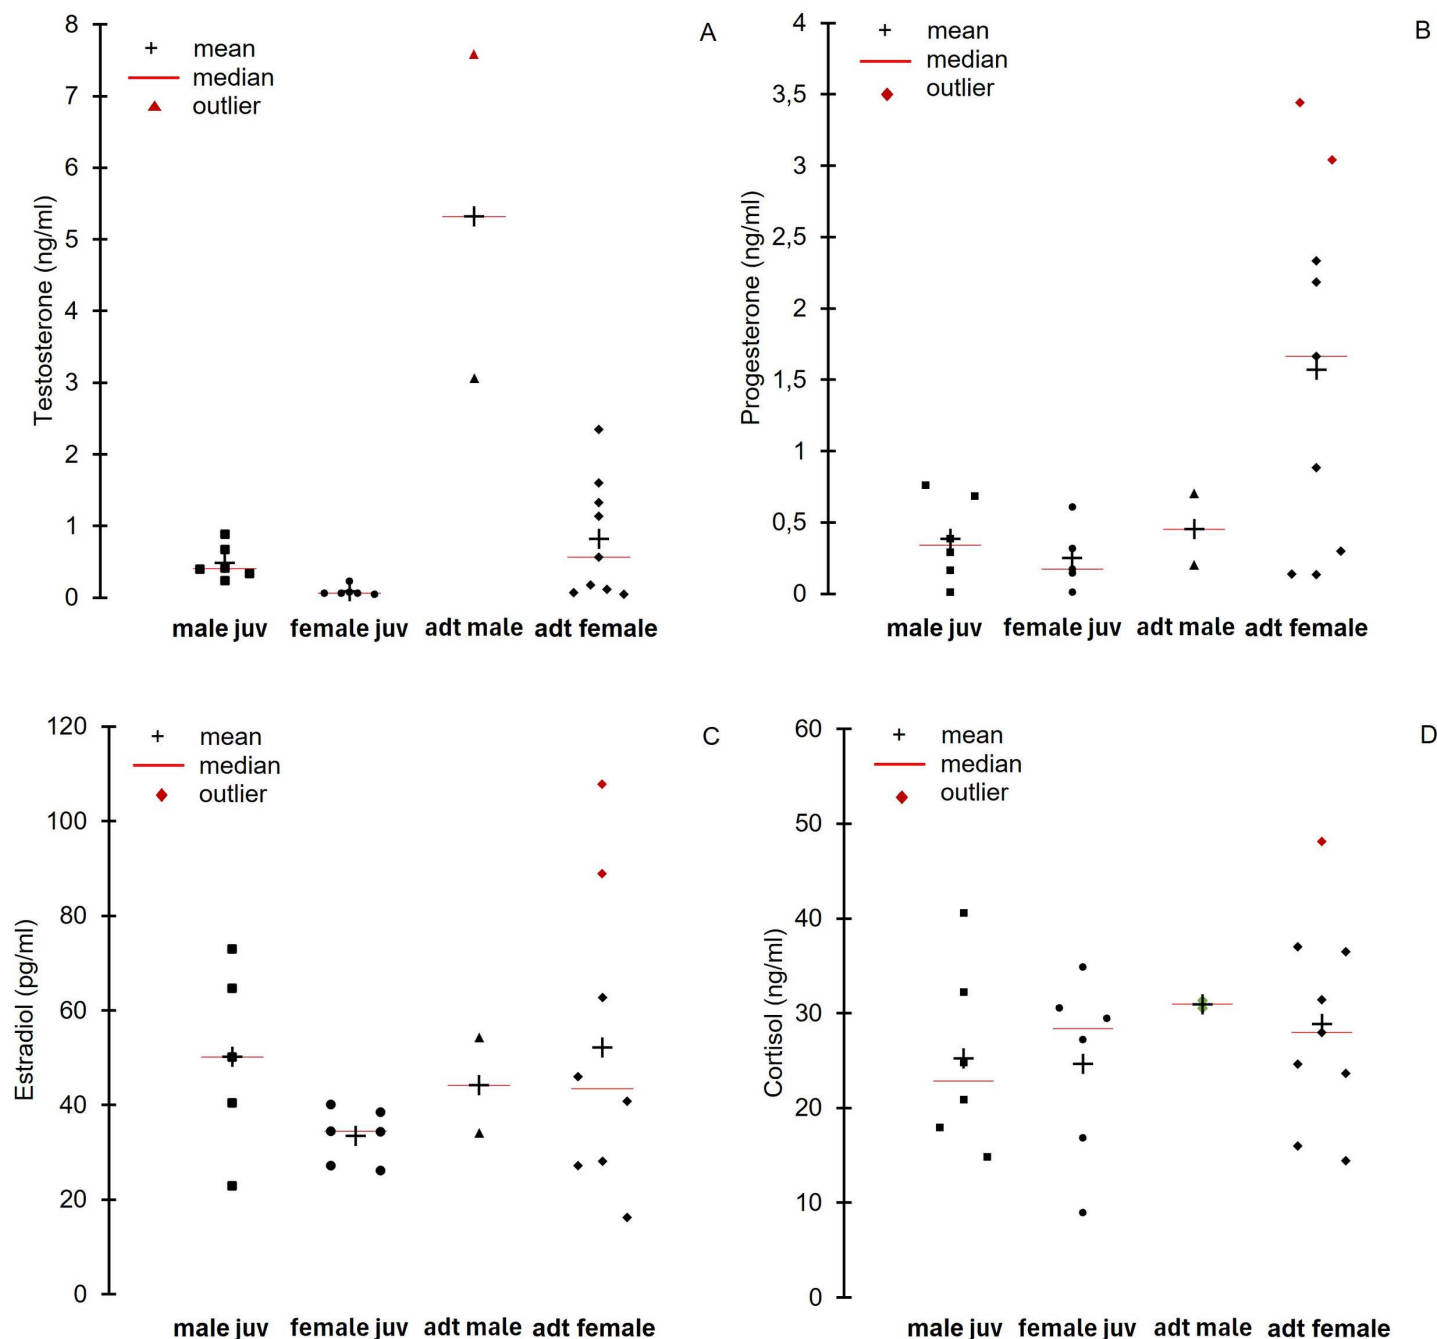 A
mean
median
outlier
Testosterone (ng/ml)
8
7
6
5
4
3
2
1
0
male juv female juv adt male adt female
B
mean
median
outlier
Progesterone (ng/ml)
4
3,5
3
2,5
2
1,5
1
0,5
0
male juv female juv adt male adt female
C
mean
median
outlier
Estradiol (pg/ml)
120
100
80
60
40
20
0
male juv female juv adt male adt female
D
mean
median
outlier
Cortisol (ng/ml)
60
50
40
30
20
10
0
male juv female juv adt male adt female